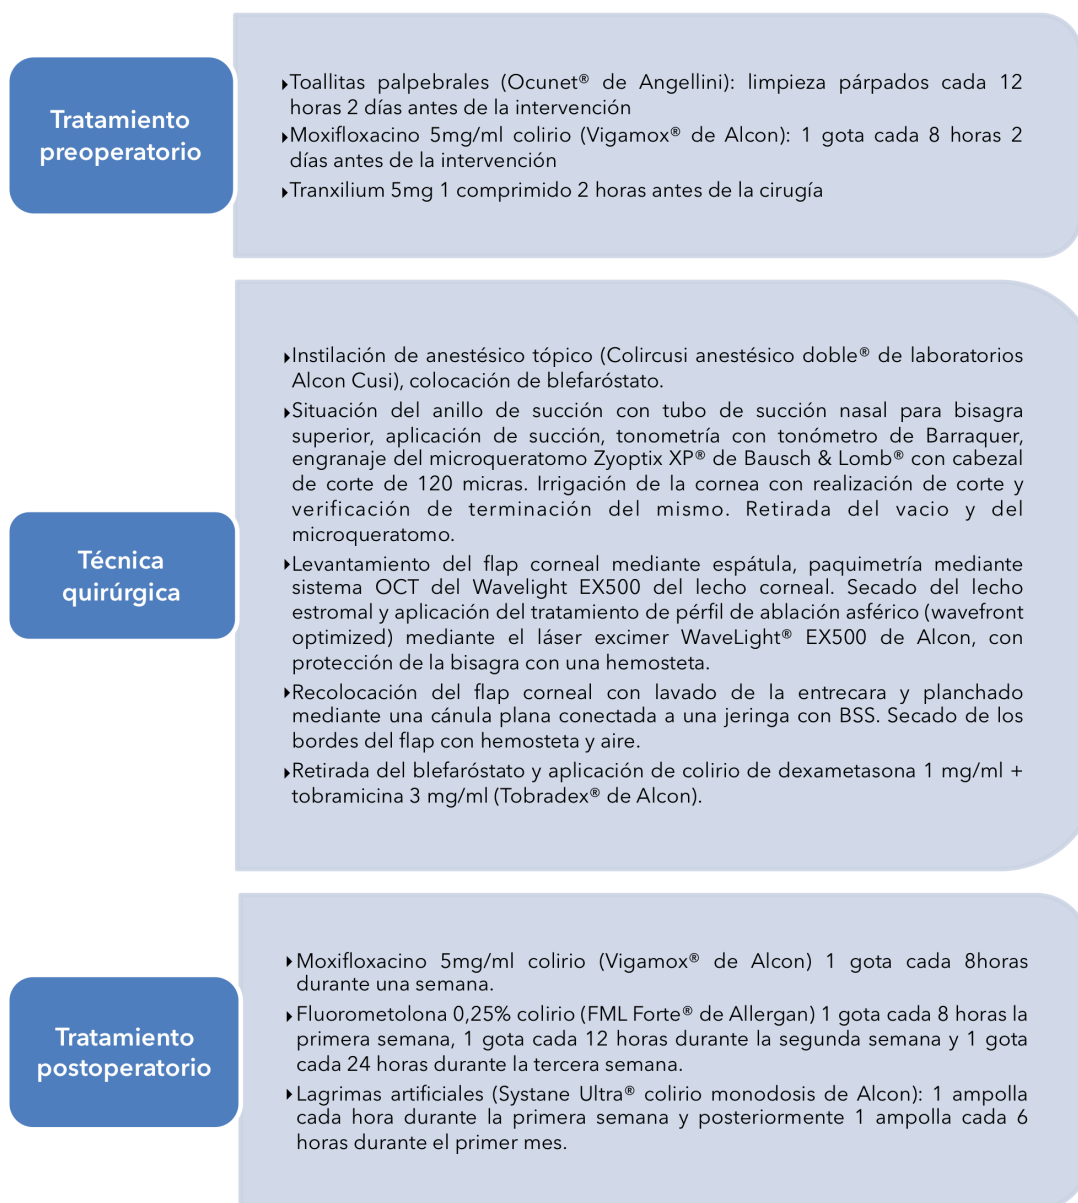 Tratamiento
preoperatorio
Toallitas palpebrales (Ocunet® de Angellini): limpieza párpados cada 12
horas 2 días antes de la intervención
Moxifloxacino 5mg/ml colirio (Vigamox® de Alcon): 1 gota cada 8 horas 2
días antes de la intervención
Tranxilium 5mg 1 comprimido 2 horas antes de la cirugía
Técnica
quirúrgica
Instilación de anestésico tópico (Colircusi anestésico doble® de laboratorios
Alcon Cusi), colocación de blefaróstato.
Situación del anillo de succión con tubo de succión nasal para bisagra
superior, aplicación de succión, tonometría con tonómetro de Barraquer,
engranaje del microqueratomo Zyoptix XP® de Bausch & Lomb® con cabezal
de corte de 120 micras. Irrigación de la cornea con realización de corte y
verificación de terminación del mismo. Retirada del vacio y del
microqueratomo.
Levantamiento del flap corneal mediante espátula, paquimetría mediante
sistema OCT del Wavelight EX500 del lecho corneal. Secado del lecho
estromal y aplicación del tratamiento de pérfil de ablación asférico (wavefront
optimized) mediante el láser excimer WaveLight® EX500 de Alcon, con
protección de la bisagra con una hemosteta.
Recolocación del flap corneal con lavado de la entrecara y planchado
mediante una cánula plana conectada a una jeringa con BSS. Secado de los
bordes del flap con hemosteta y aire.
Retirada del blefaróstato y aplicación de colirio de dexametasona 1 mg/ml +
tobramicina 3 mg/ml (Tobradex® de Alcon).
Tratamiento
postoperatorio
Moxifloxacino 5mg/ml colirio (Vigamox® de Alcon) 1 gota cada 8horas
durante una semana.
Fluorometolona 0,25% colirio (FML Forte® de Allergan) 1 gota cada 8 horas la
primera semana, 1 gota cada 12 horas durante la segunda semana y 1 gota
cada 24 horas durante la tercera semana.
Lagrimas artificiales (Systane Ultra® colirio monodosis de Alcon): 1 ampolla
cada hora durante la primera semana y posteriormente 1 ampolla cada 6
horas durante el primer mes.